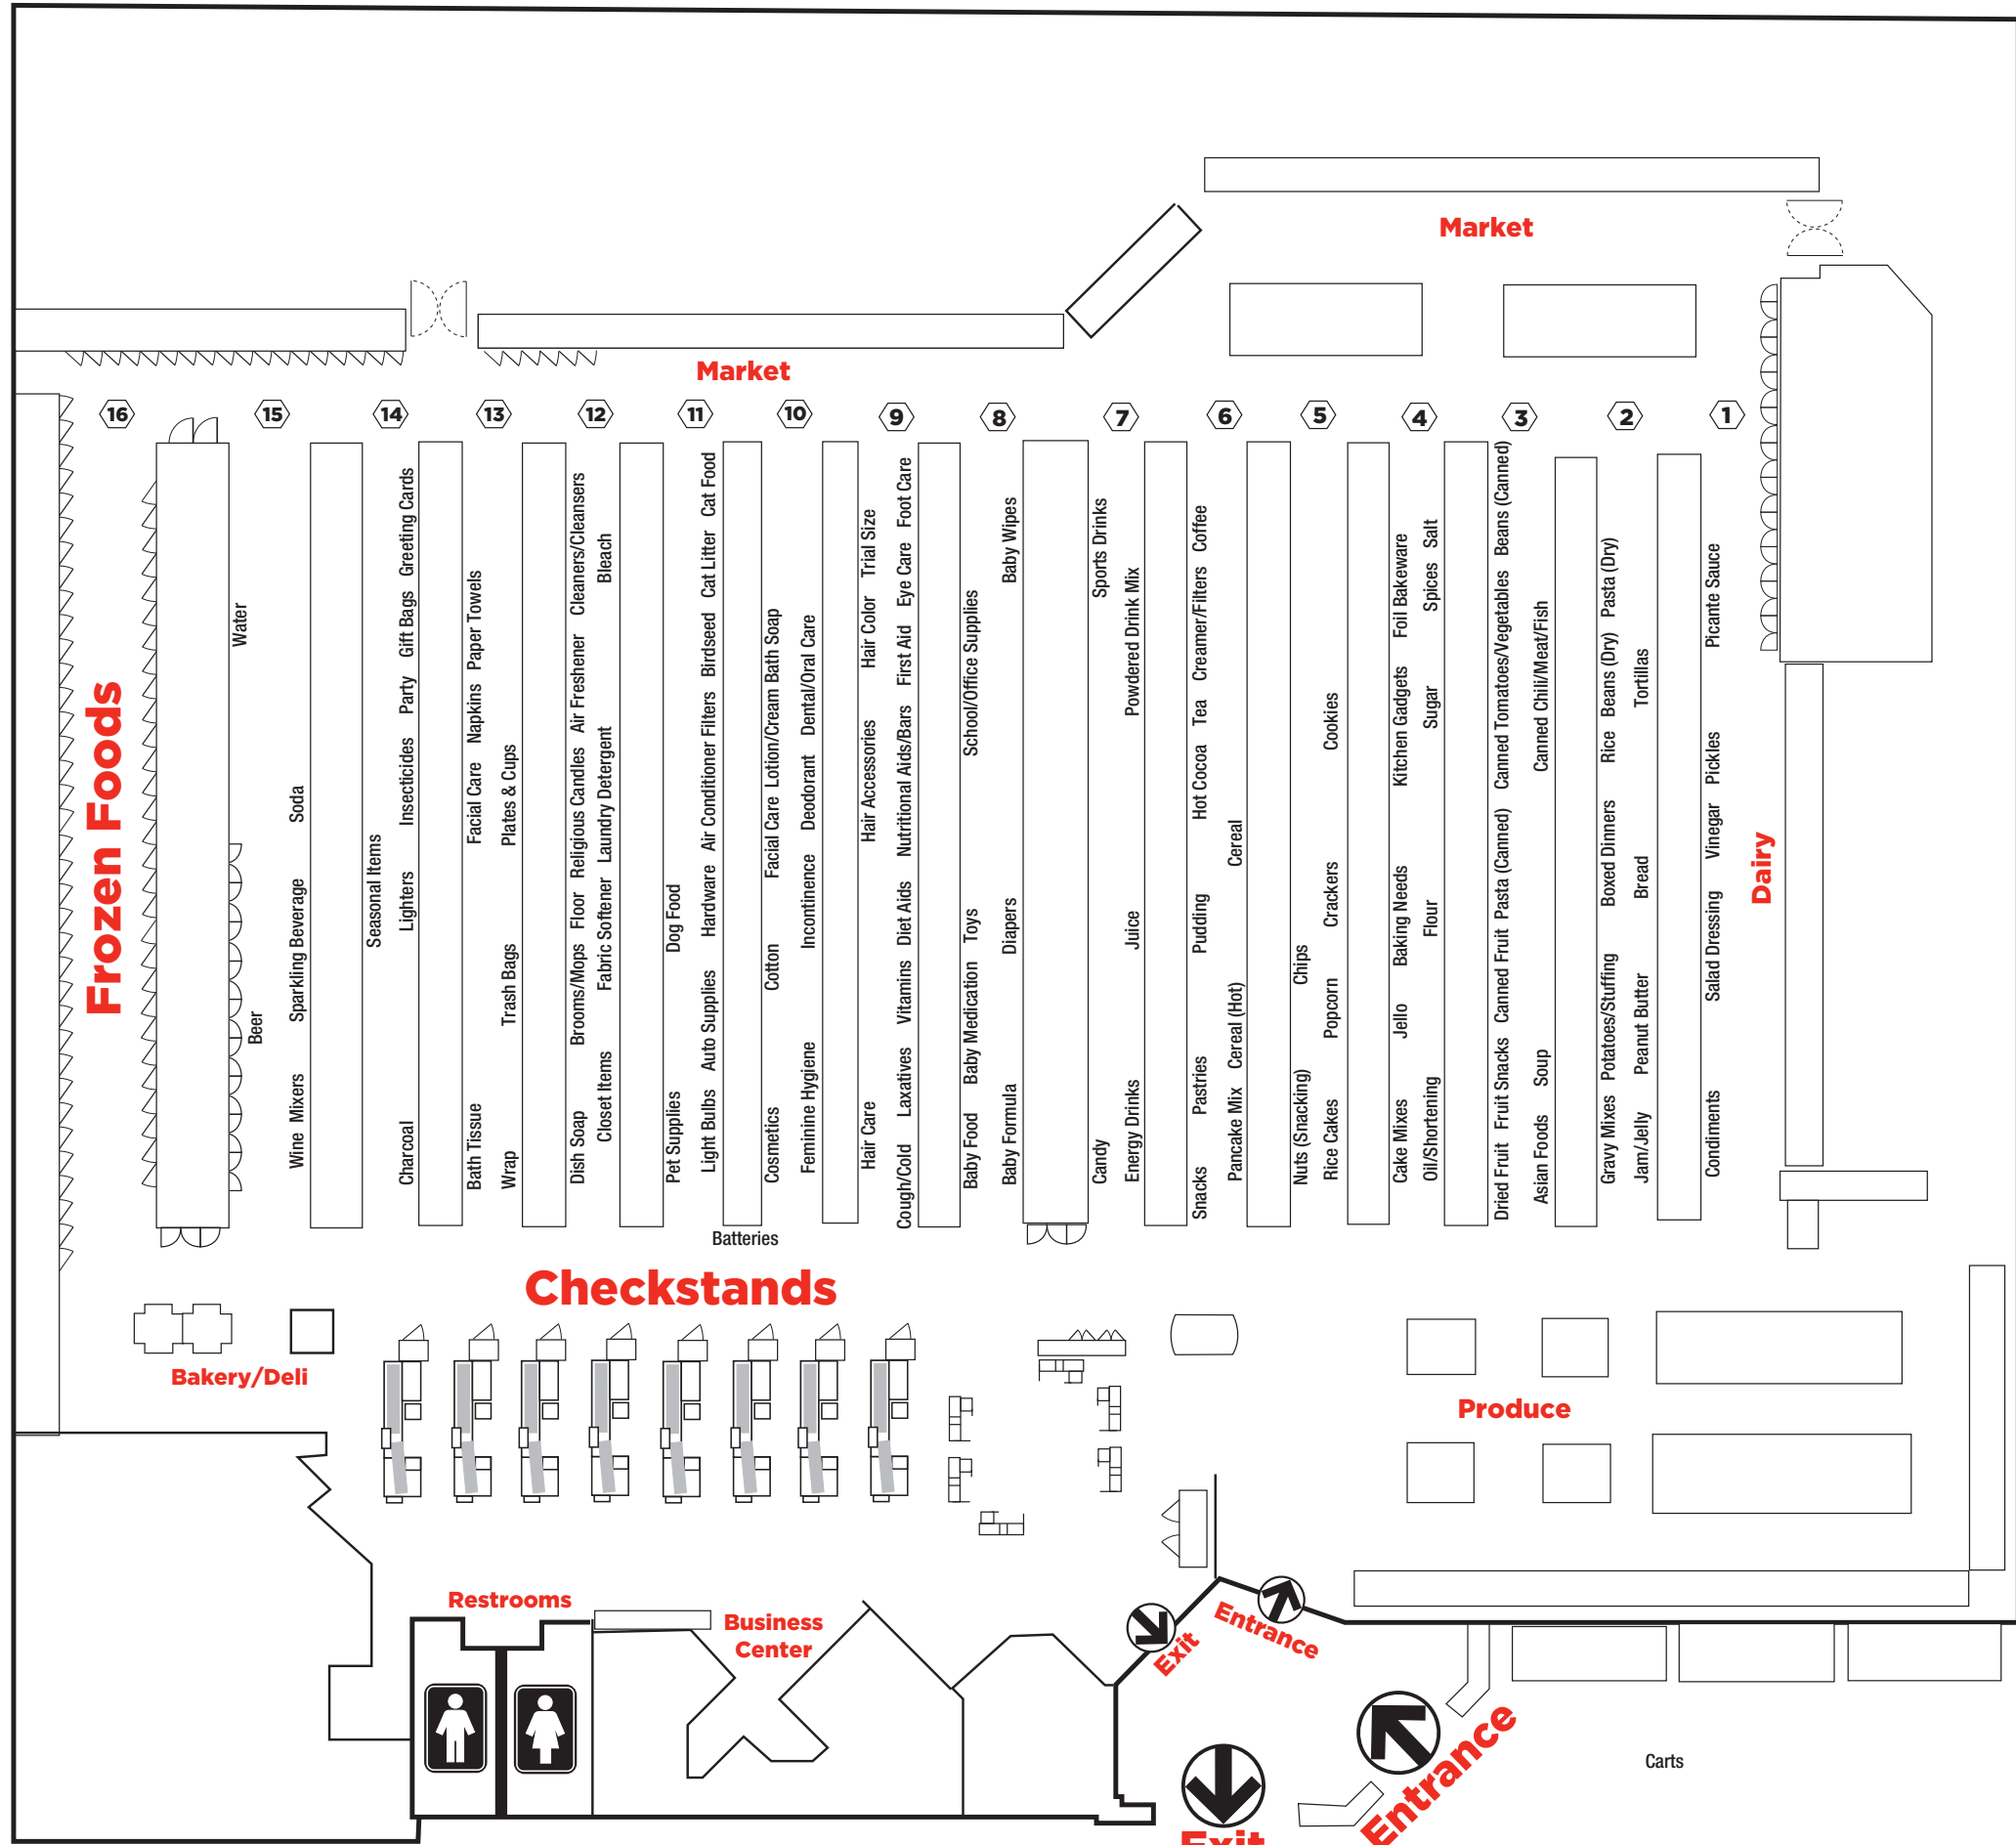 Market
Market
16
15
14
13
12
11
10
9
8
7
6
5
4
3
2
1
Frozen Foods
Water
Beer
Soda
Sparkling Beverage
Wine Mixers
Seasonal Items
Greeting Cards
Gift Bags
Party
Insecticides
Lighters
Charcoal
Paper Towels
Napkins
Facial Care
Bath Tissue
Plates & Cups
Trash Bags
Wrap
Cleaners/Cleansers
Air Freshener
Religious Candles
Floor
Brooms/Mops
Dish Soap
Bleach
Laundry Detergent
Fabric Softener
Closet Items
Dog Food
Pet Supplies
Cat Food
Cat Litter
Birdseed
Air Conditioner Filters
Hardware
Auto Supplies
Light Bulbs
Batteries
Facial Care Lotion/Cream Bath Soap
Cotton
Cosmetics
Dental/Oral Care
Deodorant
Incontinence
Feminine Hygiene
Trial Size
Hair Color
Hair Accessories
Hair Care
Foot Care
Eye Care
First Aid
Nutritional Aids/Bars
Diet Aids
Vitamins
Laxatives
Cough/Cold
School/Office Supplies
Toys
Baby Medication
Baby Food
Baby Wipes
Diapers
Baby Formula
Sports Drinks
Candy
Powdered Drink Mix
Juice
Energy Drinks
Coffee
Creamer/Filters
Tea
Hot Cocoa
Pudding
Pastries
Snacks
Cereal
Cereal (Hot)
Pancake Mix
Chips
Nuts (Snacking)
Cookies
Crackers
Popcorn
Rice Cakes
Foil Bakeware
Kitchen Gadgets
Baking Needs
Jello
Cake Mixes
Salt
Spices
Sugar
Flour
Oil/Shortening
Beans (Canned)
Canned Tomatoes/Vegetables
Pasta (Canned)
Canned Fruit
Fruit Snacks
Dried Fruit
Canned Chili/Meat/Fish
Soup
Asian Foods
Pasta (Dry)
Beans (Dry)
Rice
Boxed Dinners
Potatoes/Stuffing
Gravy Mixes
Tortillas
Bread
Peanut Butter
Jam/Jelly
Picante Sauce
Pickles
Vinegar
Salad Dressing
Condiments
Dairy
Checkstands
Bakery/Deli
Produce
Restrooms
Business
Center
Exit
Entrance
Entrance
Exit
Carts